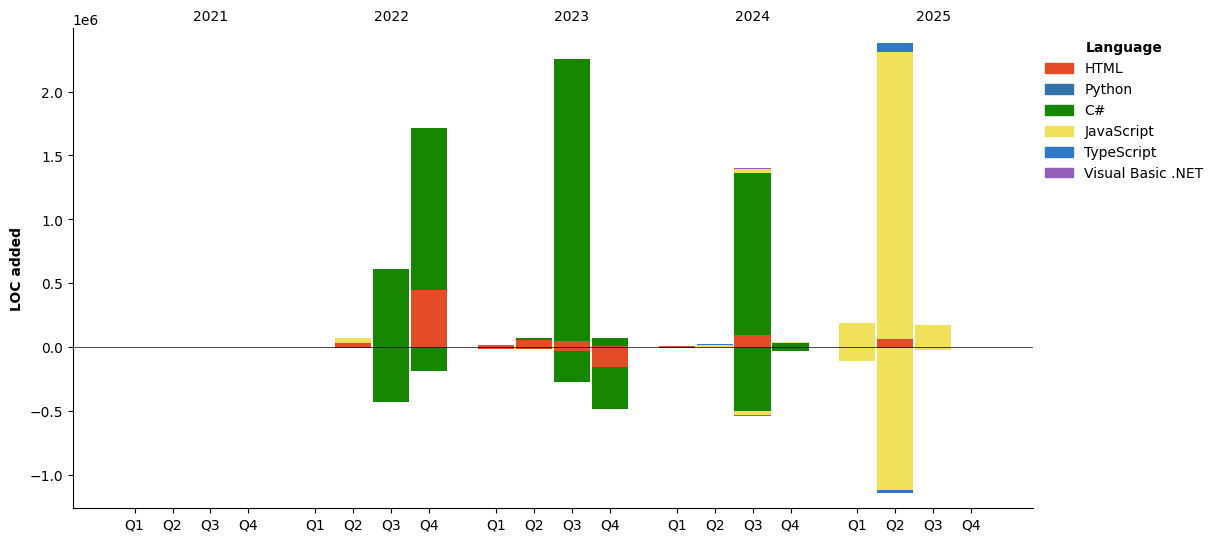 1e6
2021 2022 2023 2024 2025
Language
HTML
Python
C#
JavaScript
TypeScript
Visual Basic .NET
LOC added
2.0
1.5
1.0
0.5
0.0
−0.5
−1.0
Q1 Q2 Q3 Q4 Q1 Q2 Q3 Q4 Q1 Q2 Q3 Q4 Q1 Q2 Q3 Q4 Q1 Q2 Q3 Q4